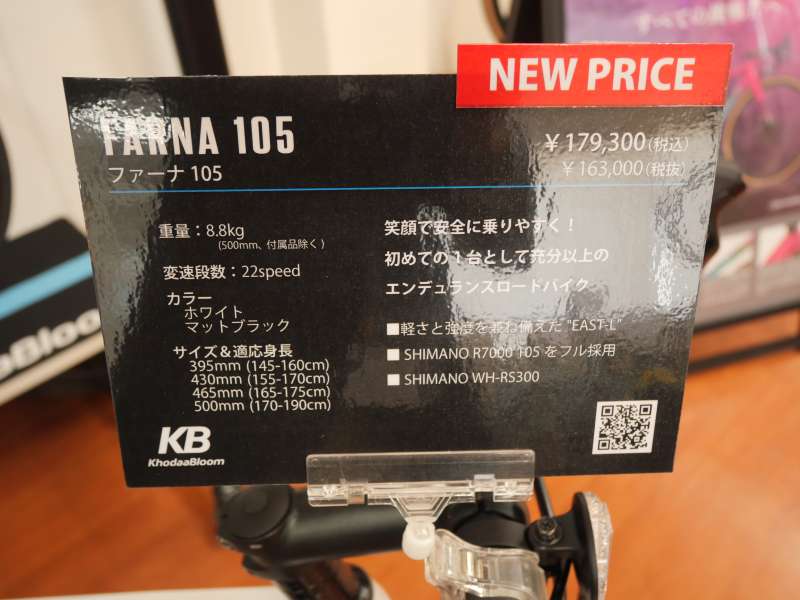 すべての
NEW PRICE
FARNA 105
ファーナ 105
￥179,300(税込)
￥163,000(税抜)
重量：8.8kg
(500mm、付属品除く)
変速段数：22speed
カラー
ホワイト
マットブラック
サイズ＆適応身長
395mm (145-160cm)
430mm (155-170cm)
465mm (165-175cm)
500mm (170-190cm)
笑顔で安全に乗りやすく！
初めての1台として充分以上の
エンデュランスロードバイク
■軽さと強度を兼ね備えた "EAST-L"
■SHIMANO R7000 105 をフル採用
■SHIMANO WH-RS300
KB
KhodaaBloom